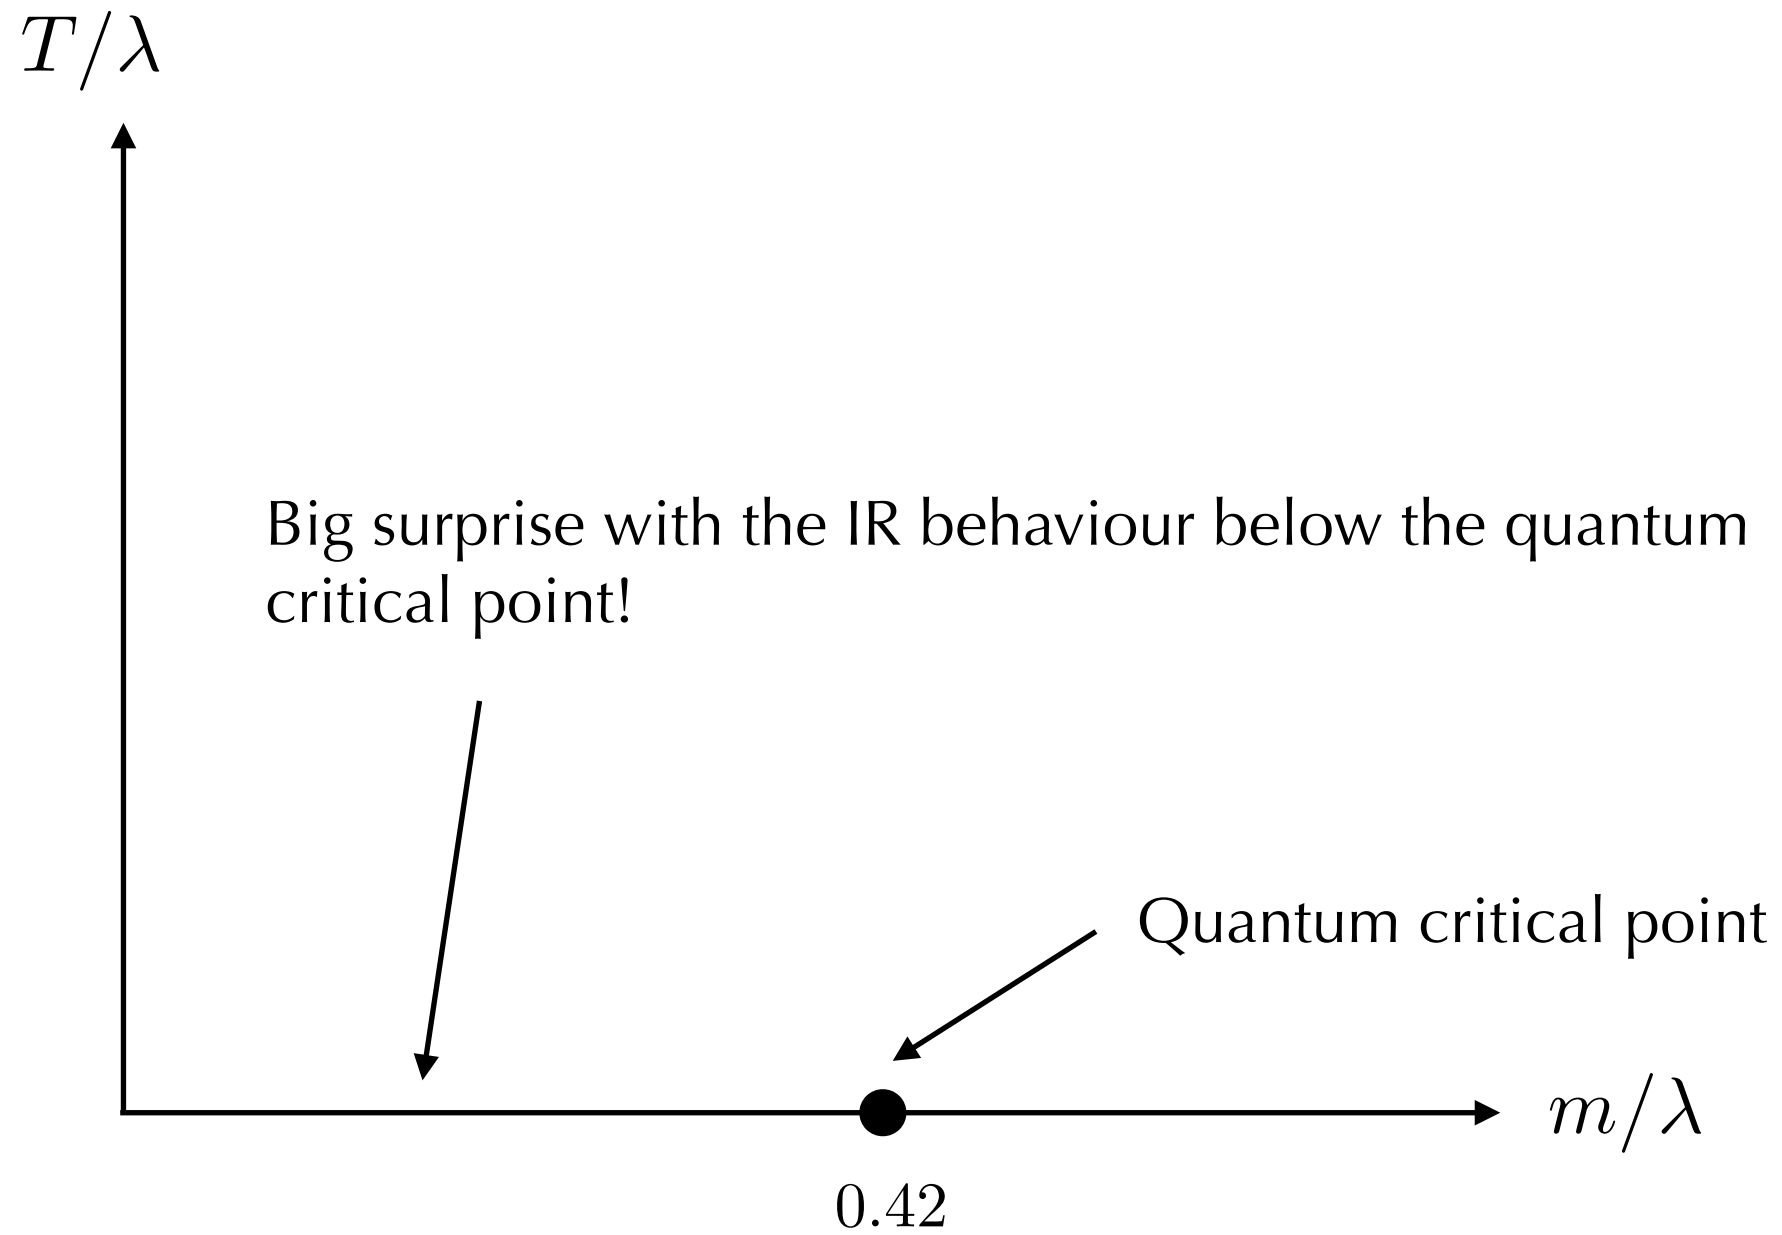 T/λ
Big surprise with the IR behaviour below the quantum
critical point!
Quantum critical point
m/λ
0.42